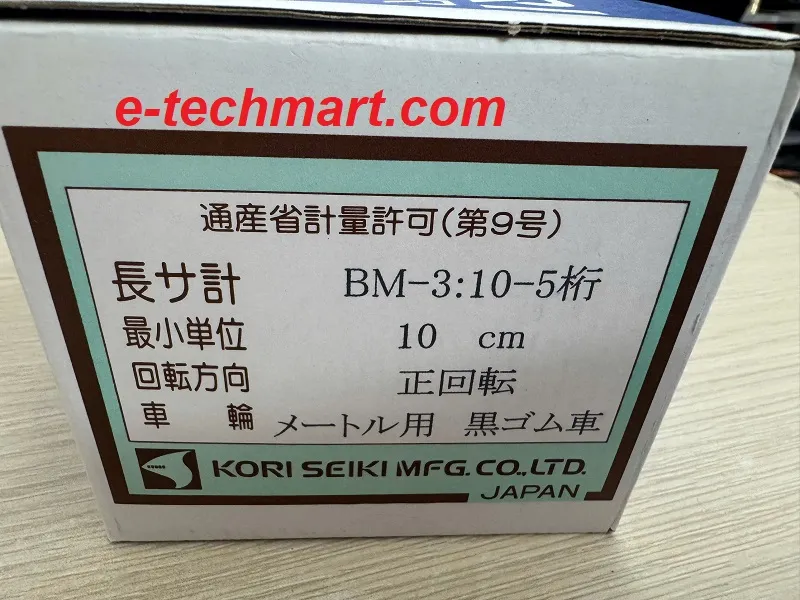 e-techmart.com
通産省計量許可(第9号)
長サ計 BM-3:10-5桁
最小単位 10 cm
回転方向 正回転
車輪 メートル用 黒ゴム車
KORI SEIKI MFG.CO.,LTD.
JAPAN